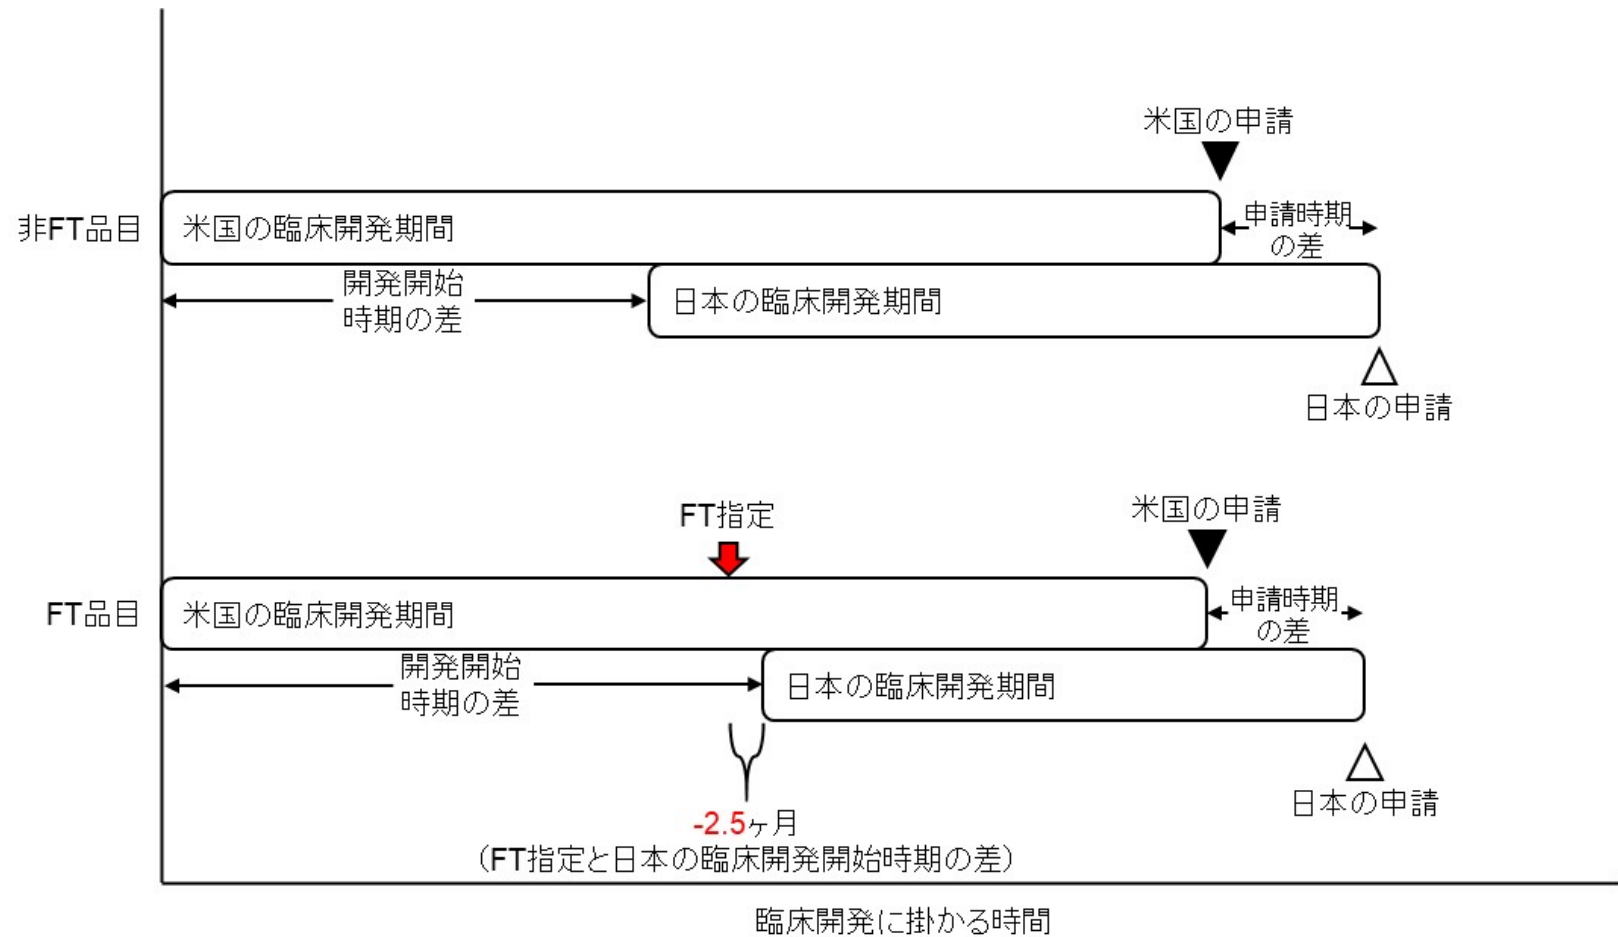 米国の申請
非FT品目
米国の臨床開発期間
申請時期
の差
開発開始
時期の差
日本の臨床開発期間
日本の申請
FT指定
米国の申請
FT品目
米国の臨床開発期間
申請時期
の差
開発開始
時期の差
日本の臨床開発期間
日本の申請
-2.5ヶ月
（FT指定と日本の臨床開発開始時期の差）
臨床開発に掛かる時間